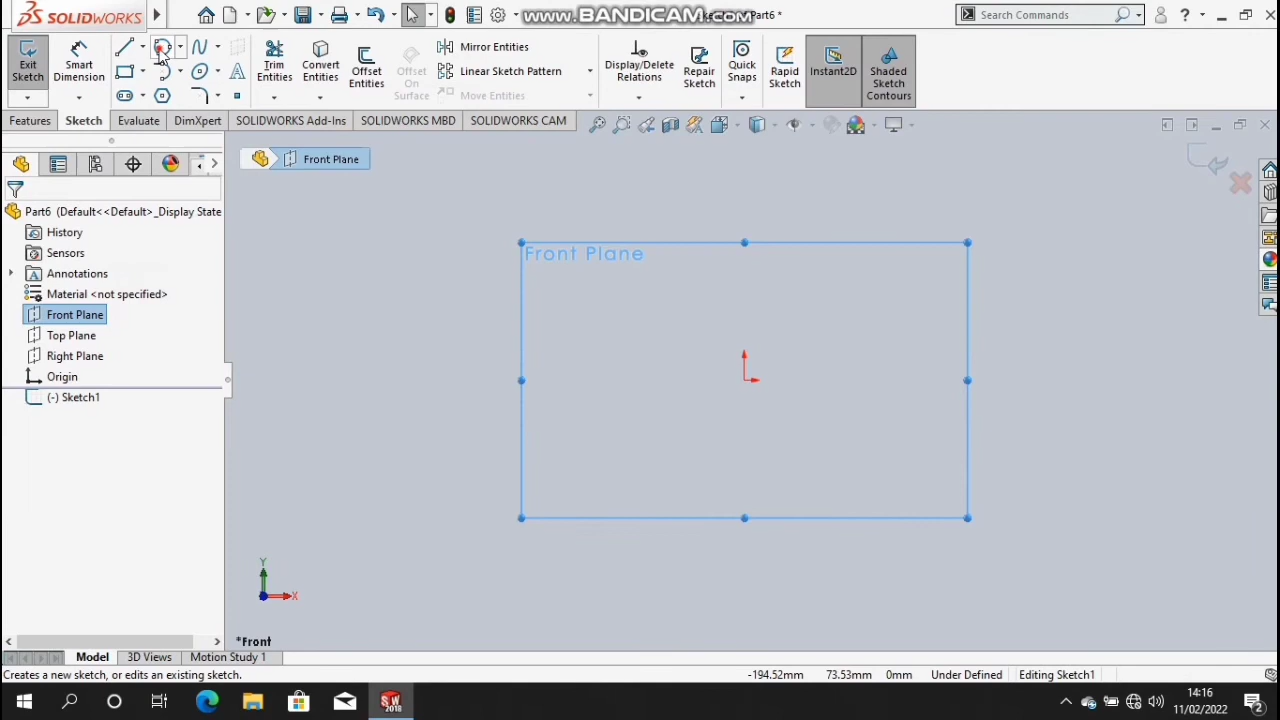 SOLIDWORKS
www.BANDICAM.com
Part6 *
Search Commands
Exit Sketch
Smart Dimension
Trim Entities
Convert Entities
Offset Entities
Offset On Surface
Mirror Entities
Linear Sketch Pattern
Move Entities
Display/Delete Relations
Repair Sketch
Quick Snaps
Rapid Sketch
Instant2D
Shaded Sketch Contours
Features
Sketch
Evaluate
DimXpert
SOLIDWORKS Add-Ins
SOLIDWORKS MBD
SOLIDWORKS CAM
Front Plane
Part6 (Default<<Default>_Display State
History
Sensors
Annotations
Material <not specified>
Front Plane
Top Plane
Right Plane
Origin
(-) Sketch1
Front Plane
Y
X
*Front
Model
3D Views
Motion Study 1
Creates a new sketch, or edits an existing sketch.
-194.52mm
73.53mm
0mm
Under Defined
Editing Sketch1
SW
2018
14:16
11/02/2022
2